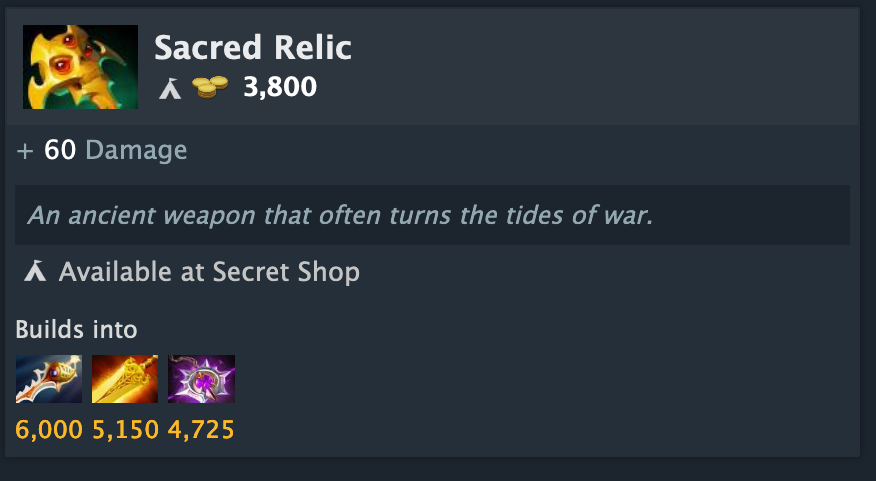 Sacred Relic
3,800
+ 60 Damage
An ancient weapon that often turns the tides of war.
Available at Secret Shop
Builds into
6,000 5,150 4,725